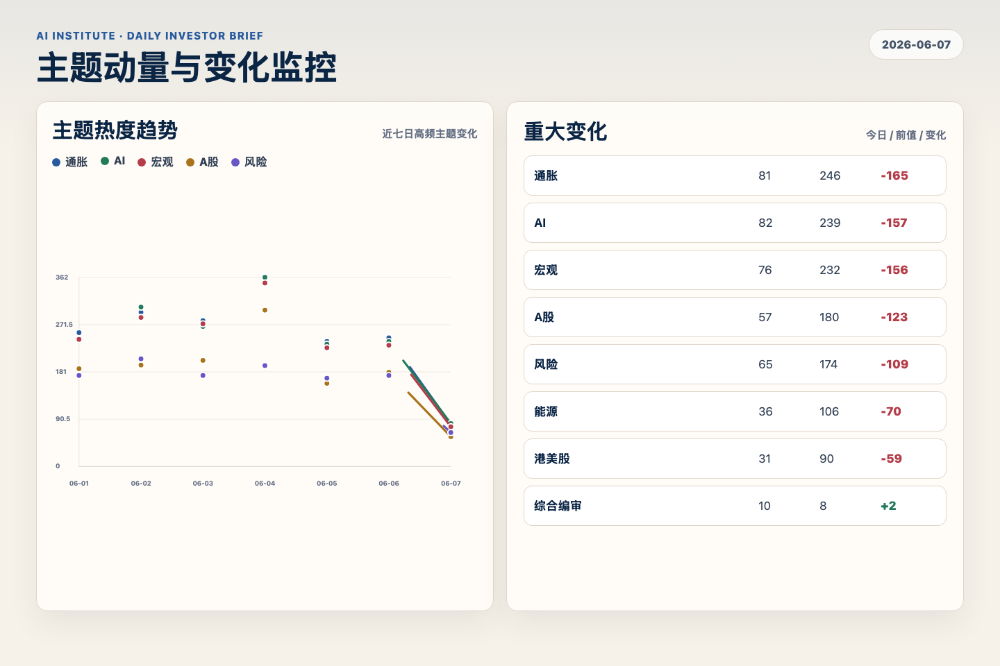 AI INSTITUTE · DAILY INVESTOR BRIEF
主题动量与变化监控
2026-06-07
主题热度趋势
近七日高频主题变化
通胀 AI 宏观 A股 风险
362
271.5
181
90.5
0
06-01 06-02 06-03 06-04 06-05 06-06 06-07
重大变化
今日 / 前值 / 变化
通胀 81 246 -165
AI 82 239 -157
宏观 76 232 -156
A股 57 180 -123
风险 65 174 -109
能源 36 106 -70
港美股 31 90 -59
综合编审 10 8 +2